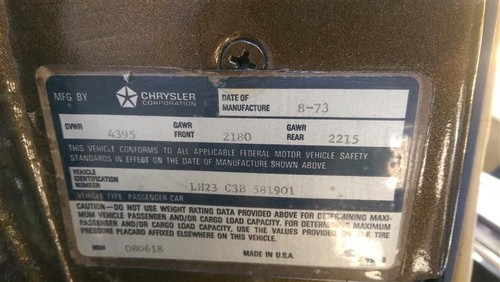 MFG BY CHRYSLER CORPORATION DATE OF MANUFACTURE 8-73
GVWR 4395 GAWR FRONT 2180 GAWR REAR 2215
THIS VEHICLE CONFORMS TO ALL APPLICABLE FEDERAL MOTOR VEHICLE SAFETY
STANDARDS IN EFFECT ON THE DATE OF MANUFACTURE SHOWN ABOVE.
VEHICLE IDENTIFICATION NUMBER LH23 G3B 581901
VEHICLE TYPE: PASSENGER CAR
CAUTION—DO NOT USE WEIGHT RATING DATA PROVIDED ABOVE FOR DETERMINING MAXI-
MUM VEHICLE PASSENGER AND/OR CARGO LOAD CAPACITY. FOR DETERMINING MAXIMUM
PASSENGER AND/OR CARGO LOAD CAPACITY, USE THE VALUES PROVIDED ON THE TIRE
PRESSURE PLACARD AFFIXED ELSEWHERE ON THIS VEHICLE.
MDH 080618 MADE IN U.S.A.